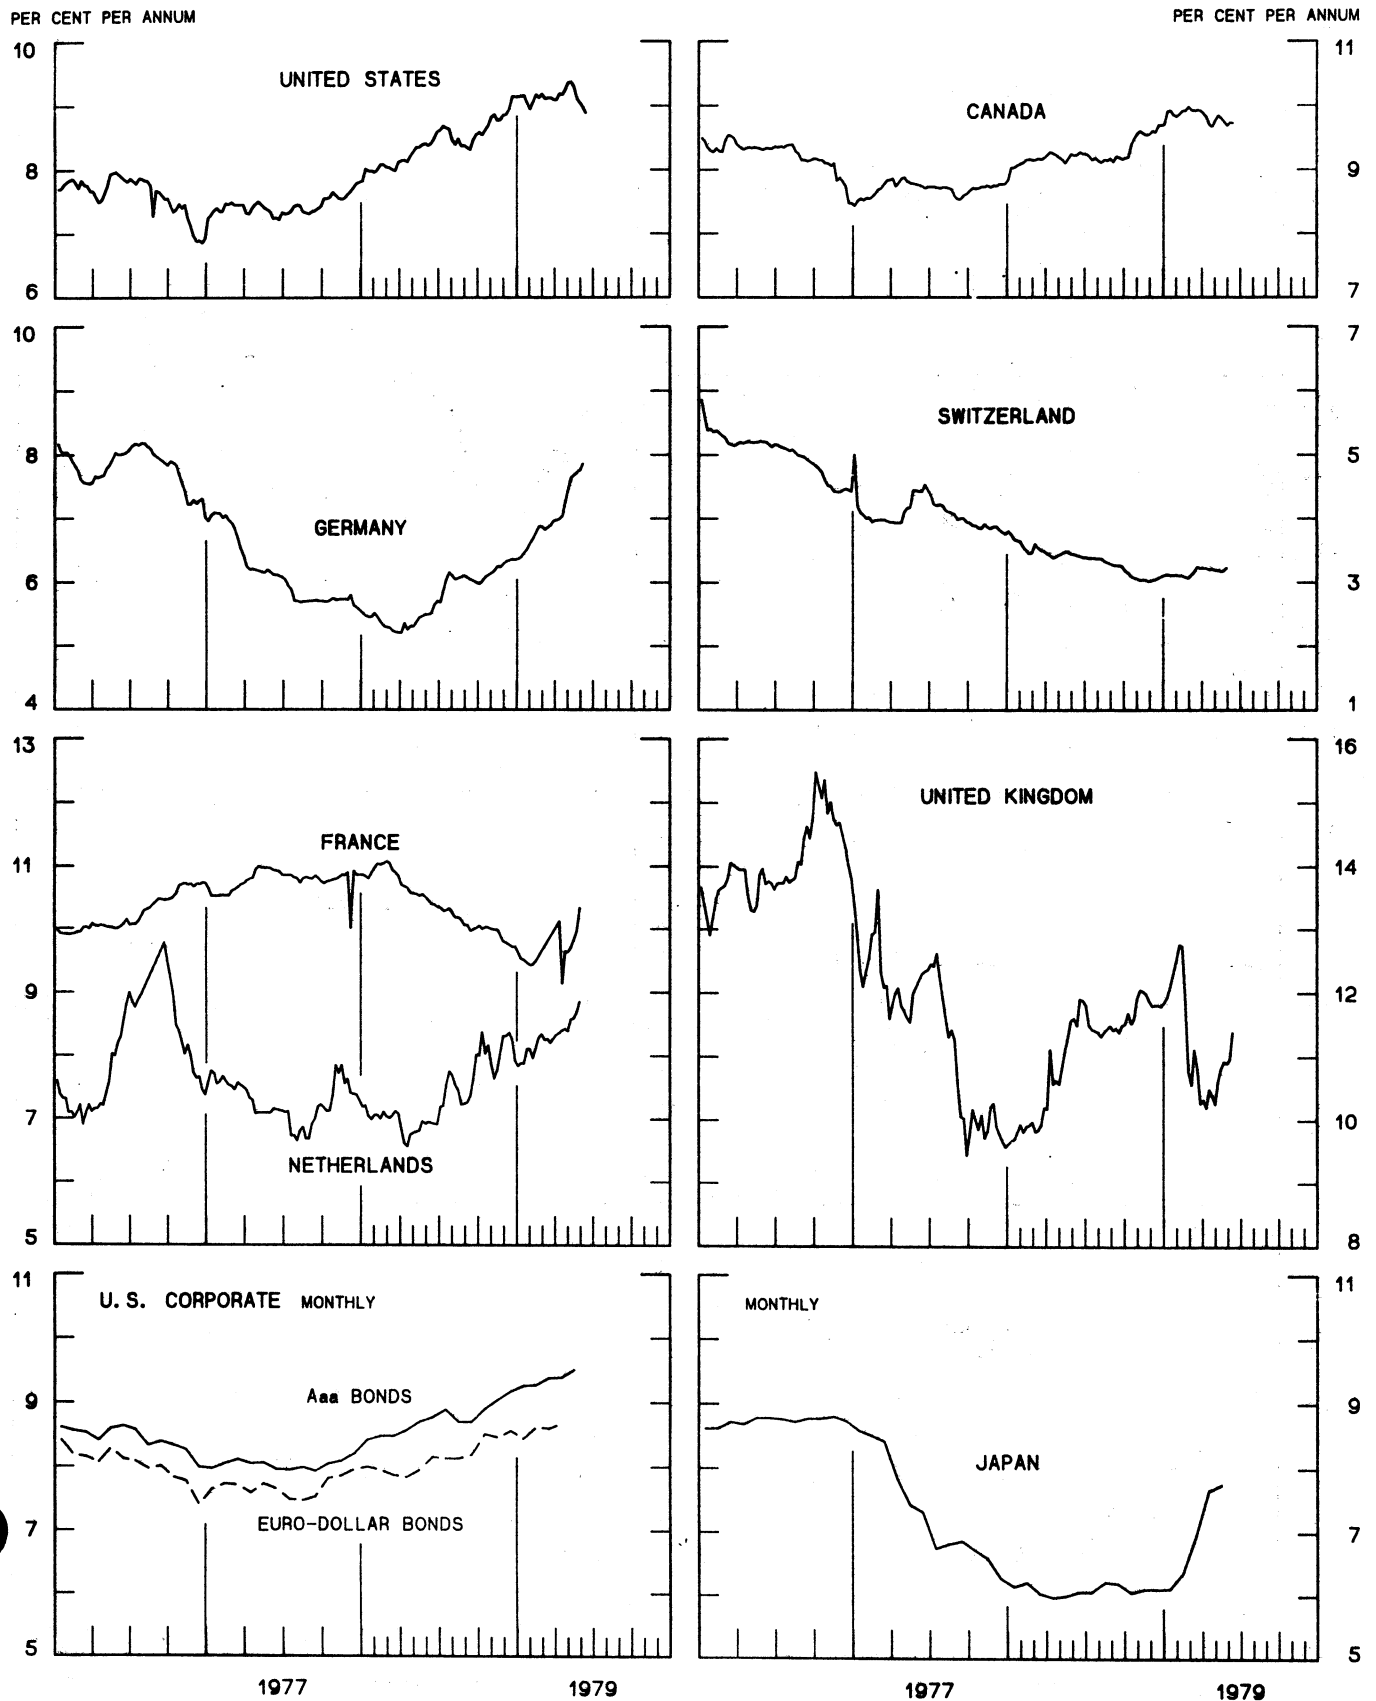 PER CENT PER ANNUM
PER CENT PER ANNUM
10
UNITED STATES
8
6
11
CANADA
9
7
10
8
GERMANY
6
4
7
SWITZERLAND
5
3
1
13
FRANCE
11
9
7
NETHERLANDS
5
16
UNITED KINGDOM
14
12
10
8
11
U.S. CORPORATE MONTHLY
Aaa BONDS
9
EURO-DOLLAR BONDS
7
5
11
MONTHLY
9
JAPAN
7
5
1977
1979
1977
1979